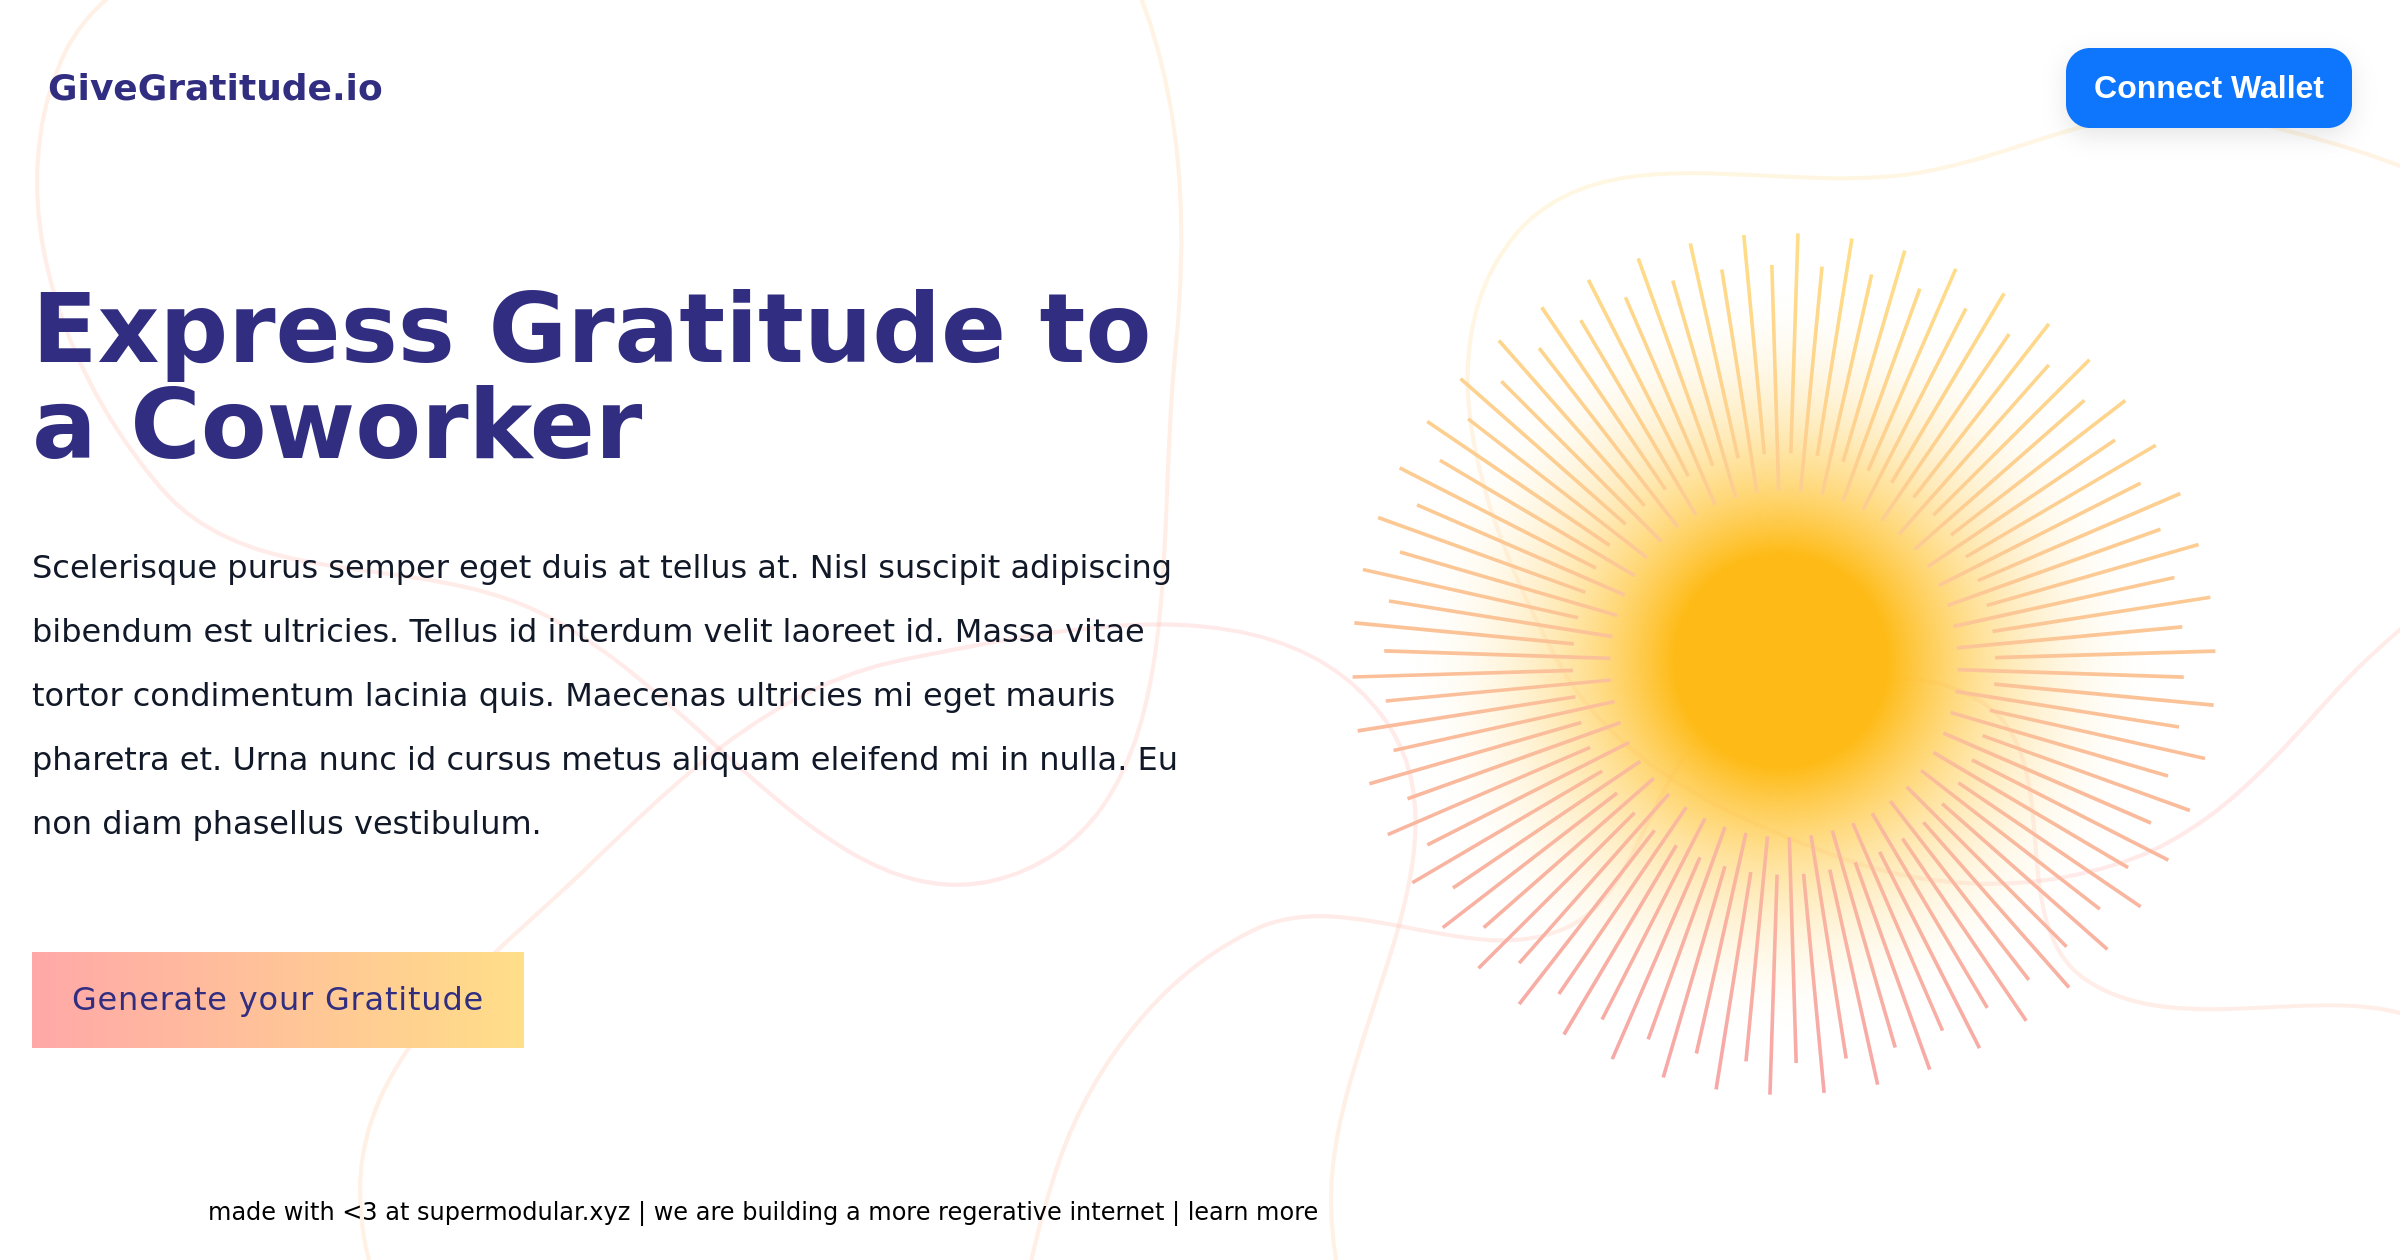 GiveGratitude.io
Connect Wallet
Express Gratitude to
a Coworker
Scelerisque purus semper eget duis at tellus at. Nisl suscipit adipiscing
bibendum est ultricies. Tellus id interdum velit laoreet id. Massa vitae
tortor condimentum lacinia quis. Maecenas ultricies mi eget mauris
pharetra et. Urna nunc id cursus metus aliquam eleifend mi in nulla. Eu
non diam phasellus vestibulum.
Generate your Gratitude
made with <3 at supermodular.xyz | we are building a more regerative internet | learn more